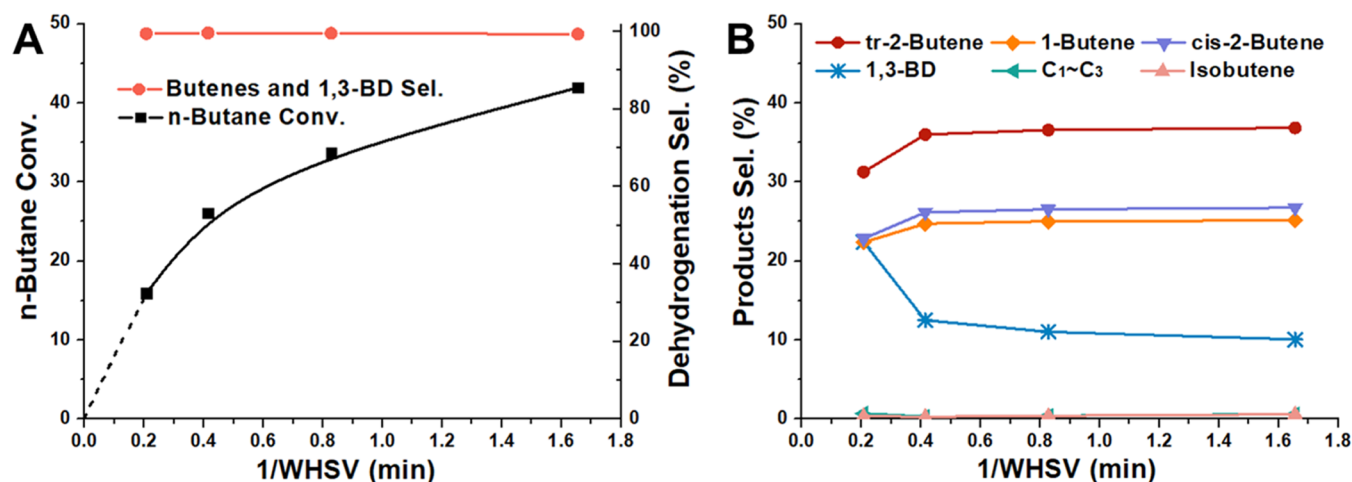 A
n-Butane Conv.
50
40
30
20
10
0
Butenes and 1,3-BD Sel.
n-Butane Conv.
100
80
60
40
20
0
Dehydrogenation Sel. (%)
0.0 0.2 0.4 0.6 0.8 1.0 1.2 1.4 1.6 1.8
1/WHSV (min)
B
Products Sel. (%)
50
40
30
20
10
0
tr-2-Butene 1-Butene cis-2-Butene
1,3-BD C₁~C₃ Isobutene
0.0 0.2 0.4 0.6 0.8 1.0 1.2 1.4 1.6 1.8
1/WHSV (min)